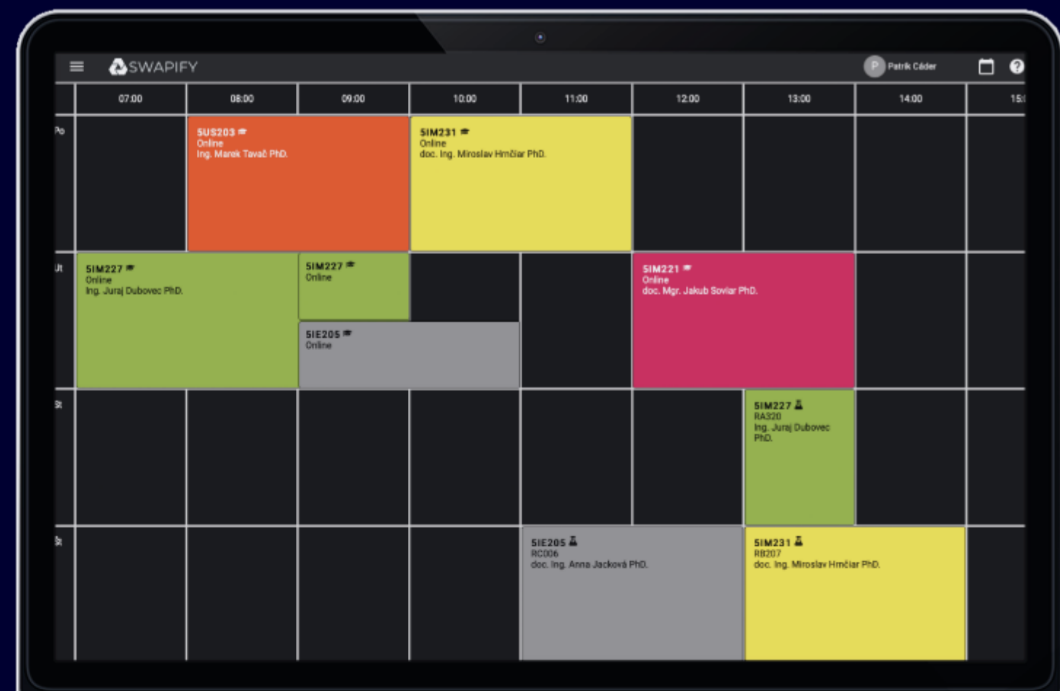 SWAPIFY
P Patrik Cáder
?
07:00 08:00 09:00 10:00 11:00 12:00 13:00 14:00
Po
5US203
Online
Ing. Marek Tavač PhD.
5IM231
Online
doc. Ing. Miroslav Hrnčiar PhD.
Ut
5IM227
Online
Ing. Juraj Dubovec PhD.
5IM227
Online
5IE205
Online
5IM221
Online
doc. Mgr. Jakub Soviar PhD.
5IM227
RA320
Ing. Juraj Dubovec
PhD.
5IE205
RC006
doc. Ing. Anna Jacková PhD.
5IM231
RB207
doc. Ing. Miroslav Hrnčiar PhD.